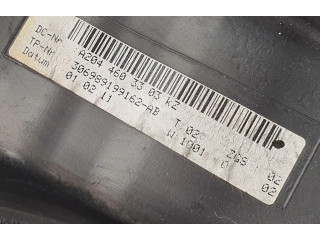 DC-Nr A204 460 33 03 kZ
TP-Nr 306989199162-AB
Datum 01 02 11
T 02 ZGS 02
W 1001 02